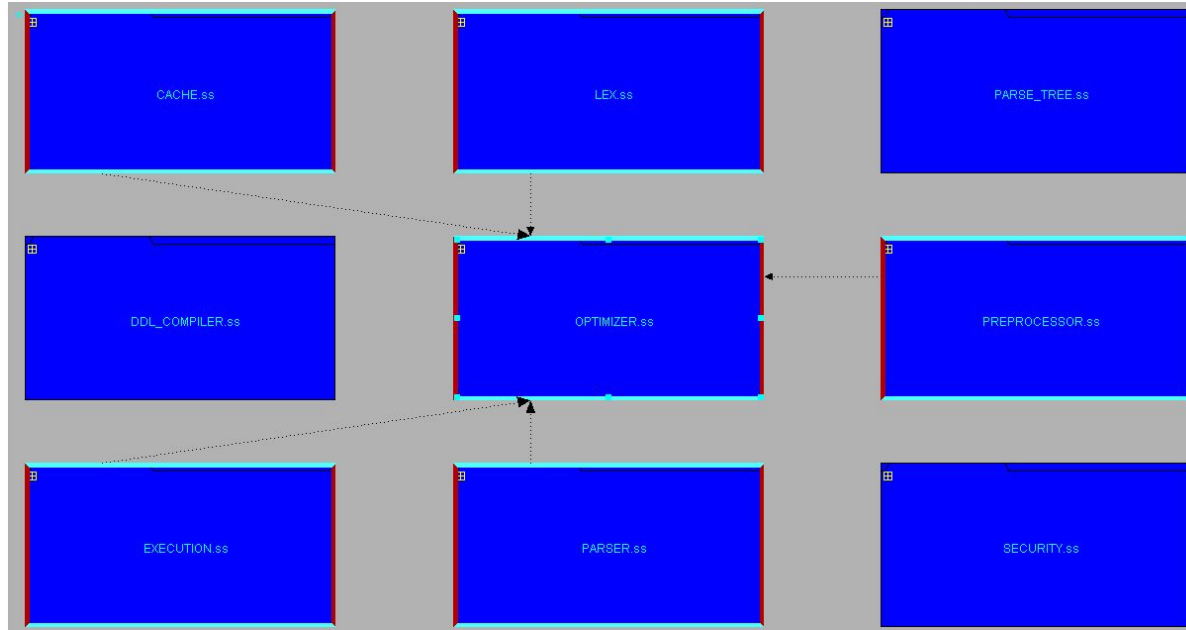 CACHE.ss
LEX.ss
PARSE_TREE.ss
DDL_COMPILER.ss
OPTIMIZER.ss
PREPROCESSOR.ss
EXECUTION.ss
PARSER.ss
SECURITY.ss